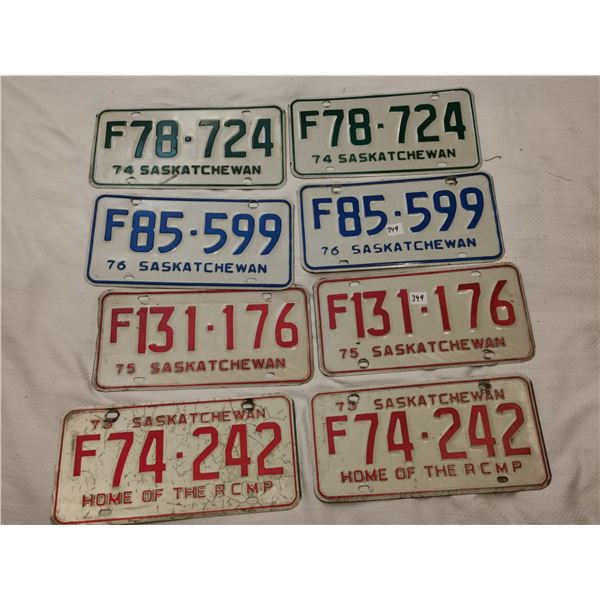 F78·724
74 SASKATCHEWAN
F78·724
74 SASKATCHEWAN
F85·599
76 SASKATCHEWAN
F85·599
349
76 SASKATCHEWAN
F131·176
75 SASKATCHEWAN
F131·176
349
75 SASKATCHEWAN
73 SASKATCHEWAN
F74·242
HOME OF THE RCMP
73 SASKATCHEWAN
F74·242
HOME OF THE RCMP